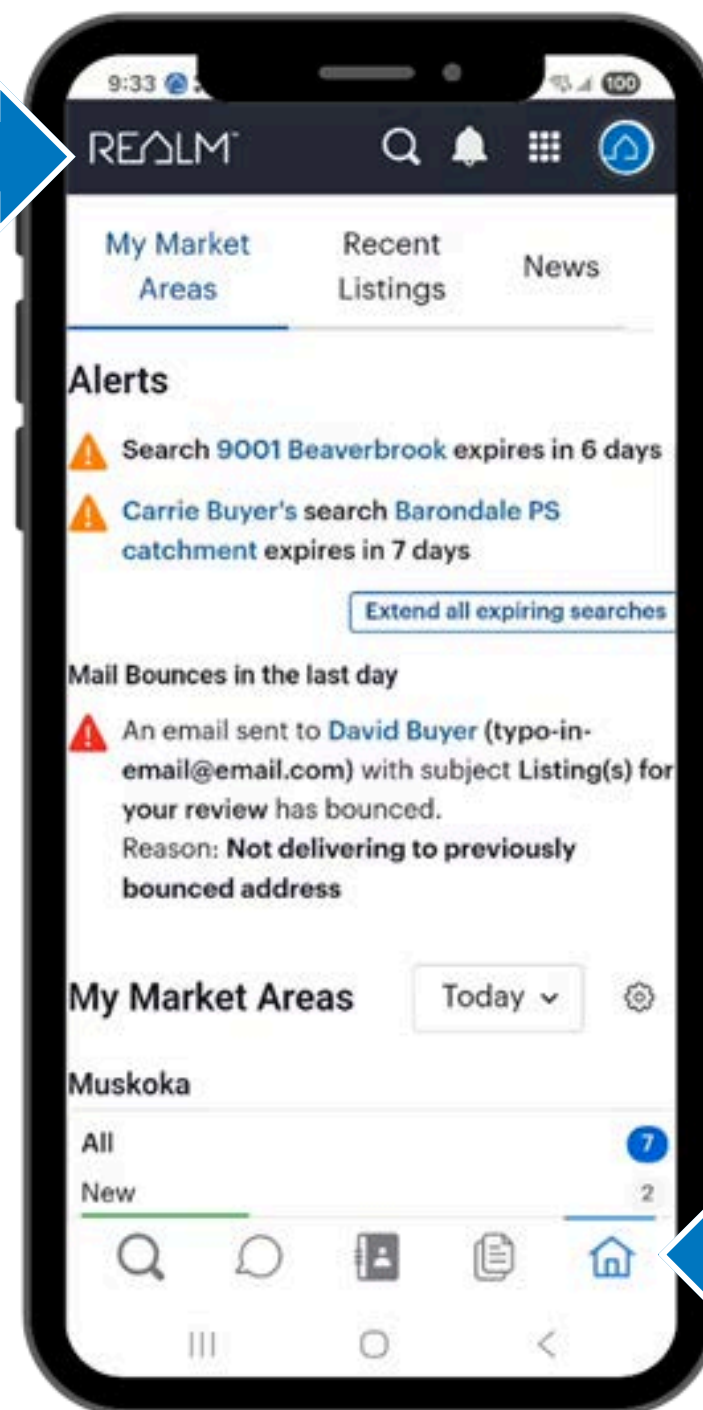 9:33
100
REALM™
My Market
Areas
Recent
Listings
News
Alerts
Search 9001 Beaverbrook expires in 6 days
Carrie Buyer's search Barondale PS
catchment expires in 7 days
Extend all expiring searches
Mail Bounces in the last day
An email sent to David Buyer (typo-in-
email@email.com) with subject Listing(s) for
your review has bounced.
Reason: Not delivering to previously
bounced address
My Market Areas
Today
Muskoka
All
7
New
2